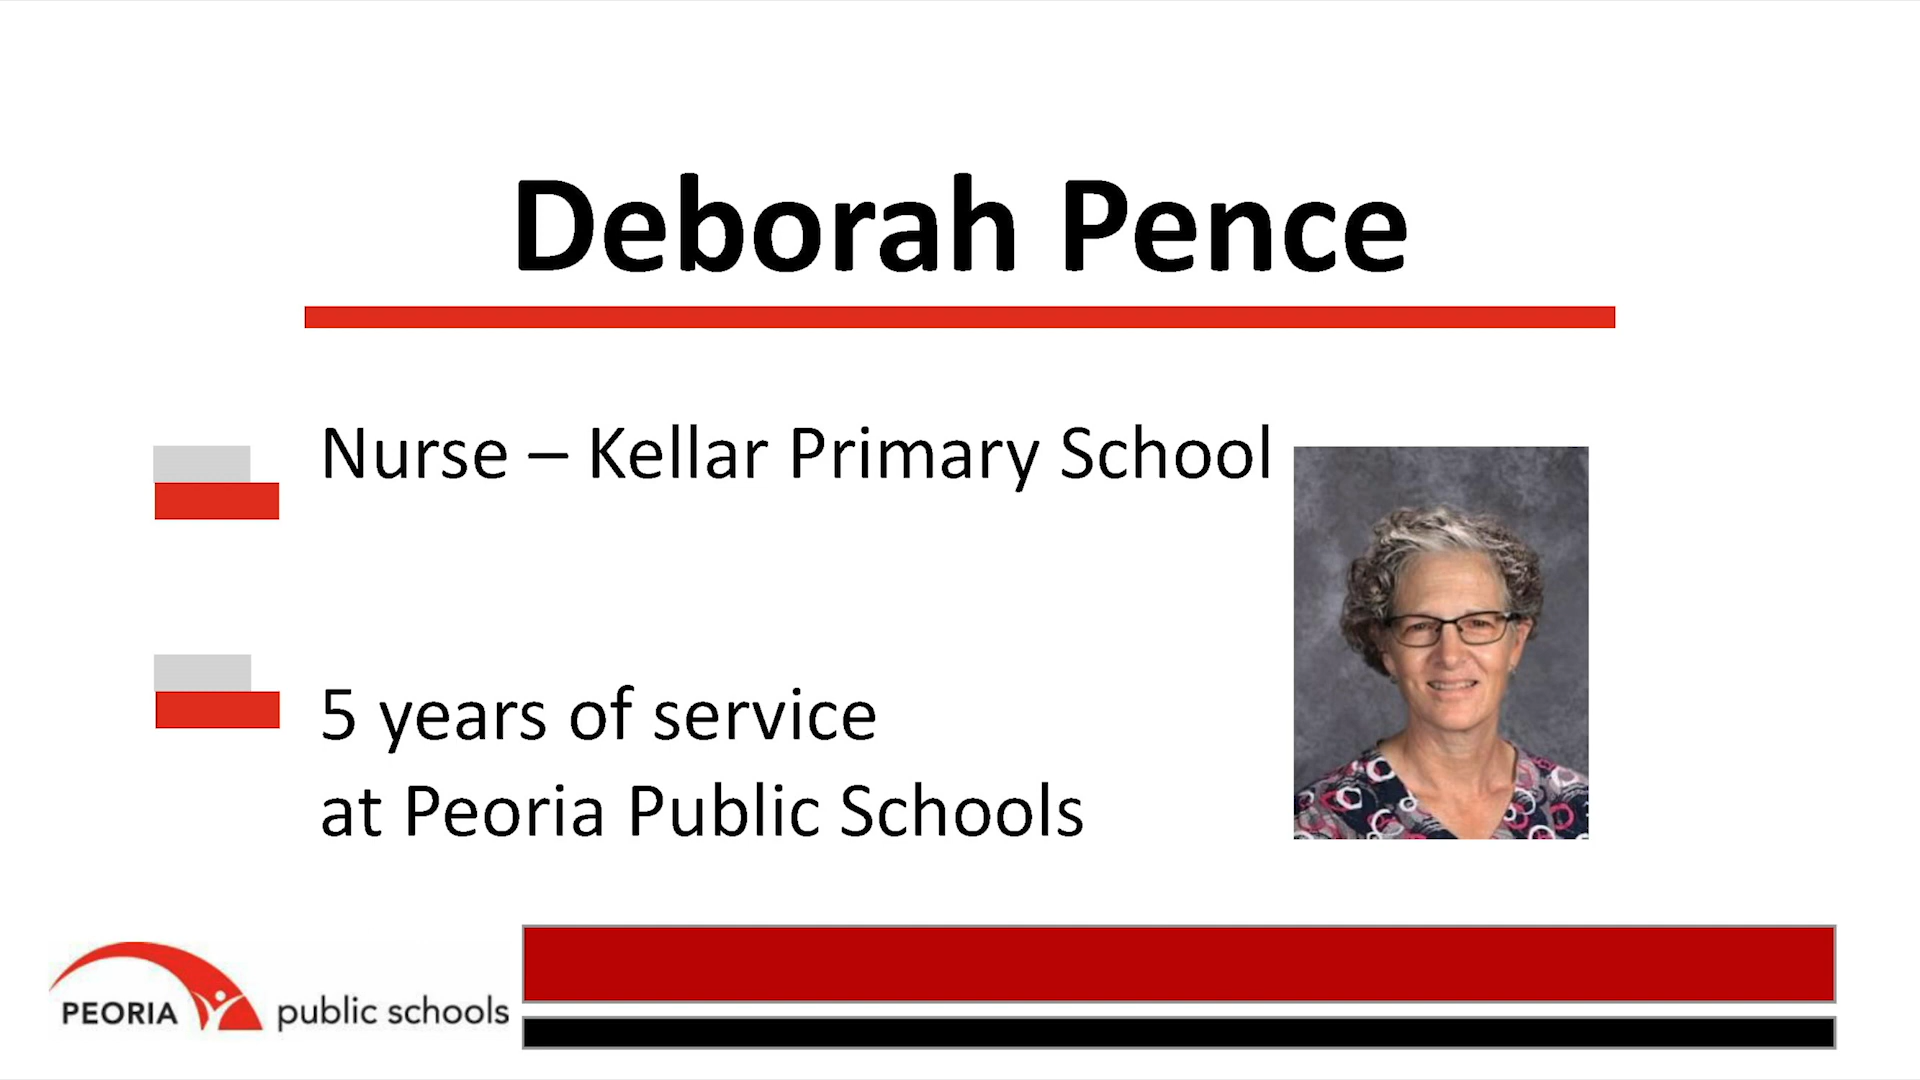 Deborah Pence
Nurse – Kellar Primary School
5 years of service
at Peoria Public Schools
PEORIA public schools